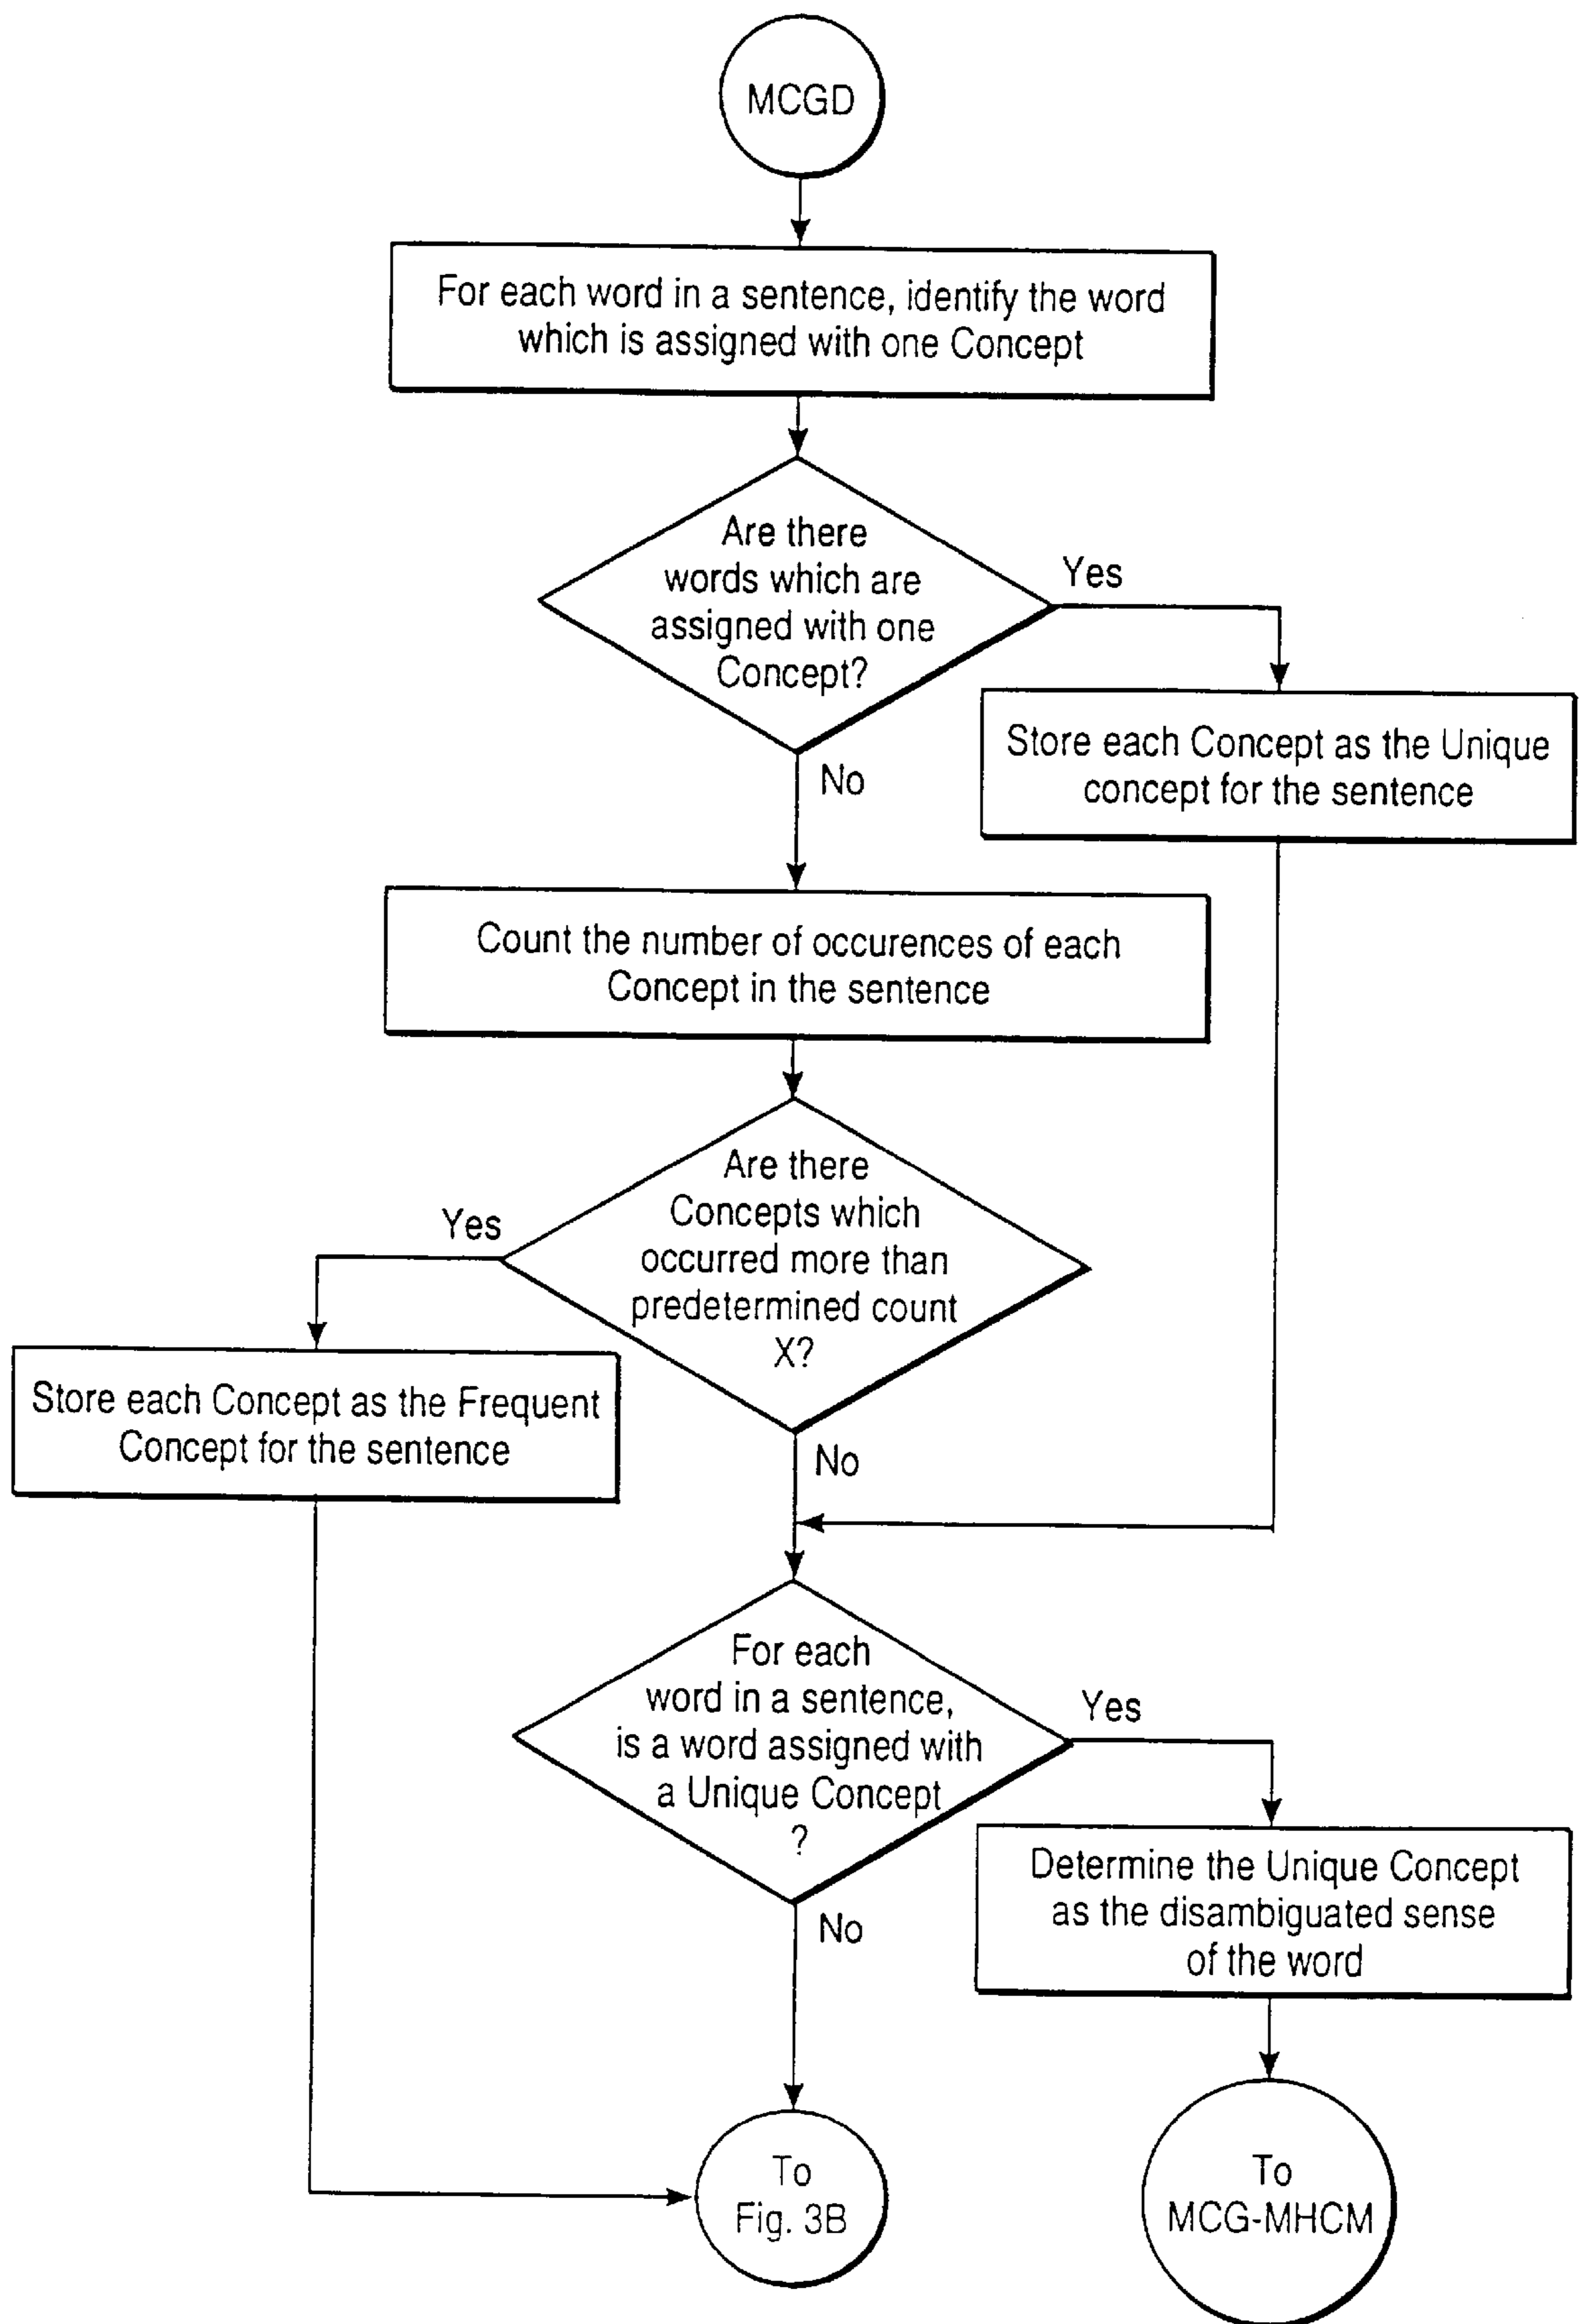 MCGD
For each word in a sentence, identify the word
which is assigned with one Concept
Are there
words which are
assigned with one
Concept?
Yes
No
Store each Concept as the Unique
concept for the sentence
Count the number of occurences of each
Concept in the sentence
Are there
Concepts which
occurred more than
predetermined count
X?
Yes
No
Store each Concept as the Frequent
Concept for the sentence
For each
word in a sentence,
is a word assigned with
a Unique Concept
?
Yes
No
Determine the Unique Concept
as the disambiguated sense
of the word
To
Fig. 3B
To
MCG-MHCM